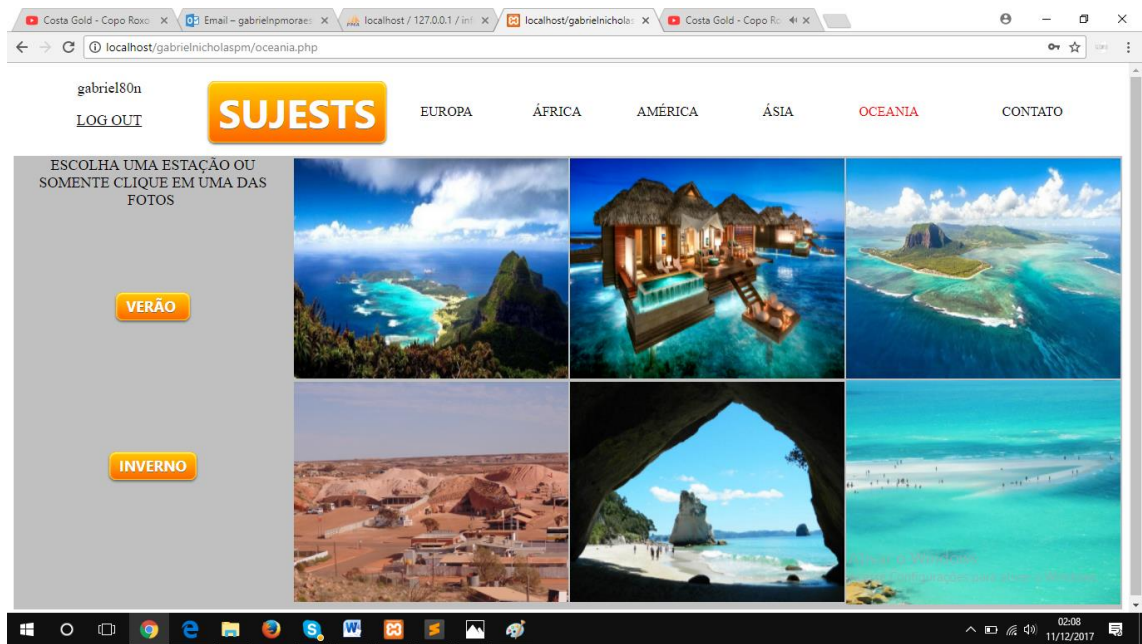 Costa Gold - Copo Roxo
Email – gabrielnpmoraes
localhost / 127.0.0.1 / inf
localhost/gabrielnicholas
Costa Gold - Copo Ro
localhost/gabrielnicholaspm/oceania.php
gabriel80n
LOG OUT
SUJESTS
EUROPA
ÁFRICA
AMÉRICA
ÁSIA
OCEANIA
CONTATO
ESCOLHA UMA ESTAÇÃO OU
SOMENTE CLIQUE EM UMA DAS
FOTOS
VERÃO
INVERNO
02:08
11/12/2017